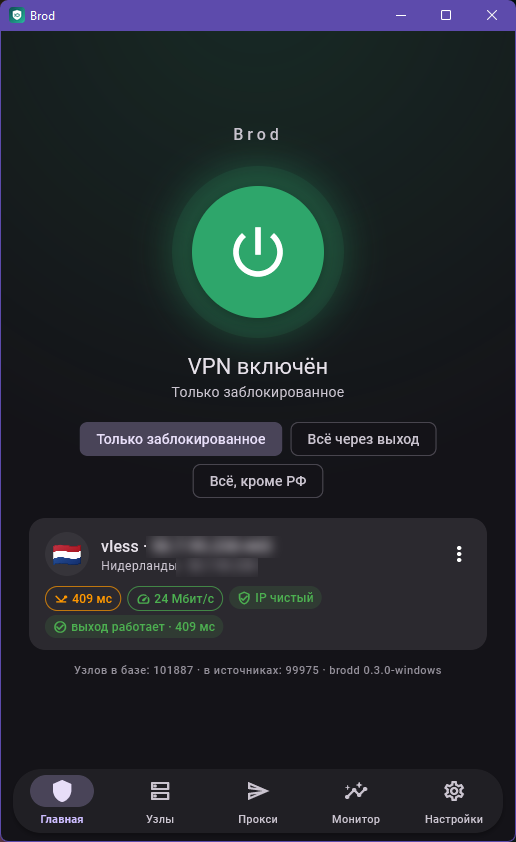 Brod
Brod
VPN включён
Только заблокированное
Только заблокированное
Всё через выход
Всё, кроме РФ
vless ·
Нидерланды
409 мс
24 Мбит/с
IP чистый
выход работает · 409 мс
Узлов в базе: 101887 · в источниках: 99975 · brodd 0.3.0-windows
Главная
Узлы
Прокси
Монитор
Настройки